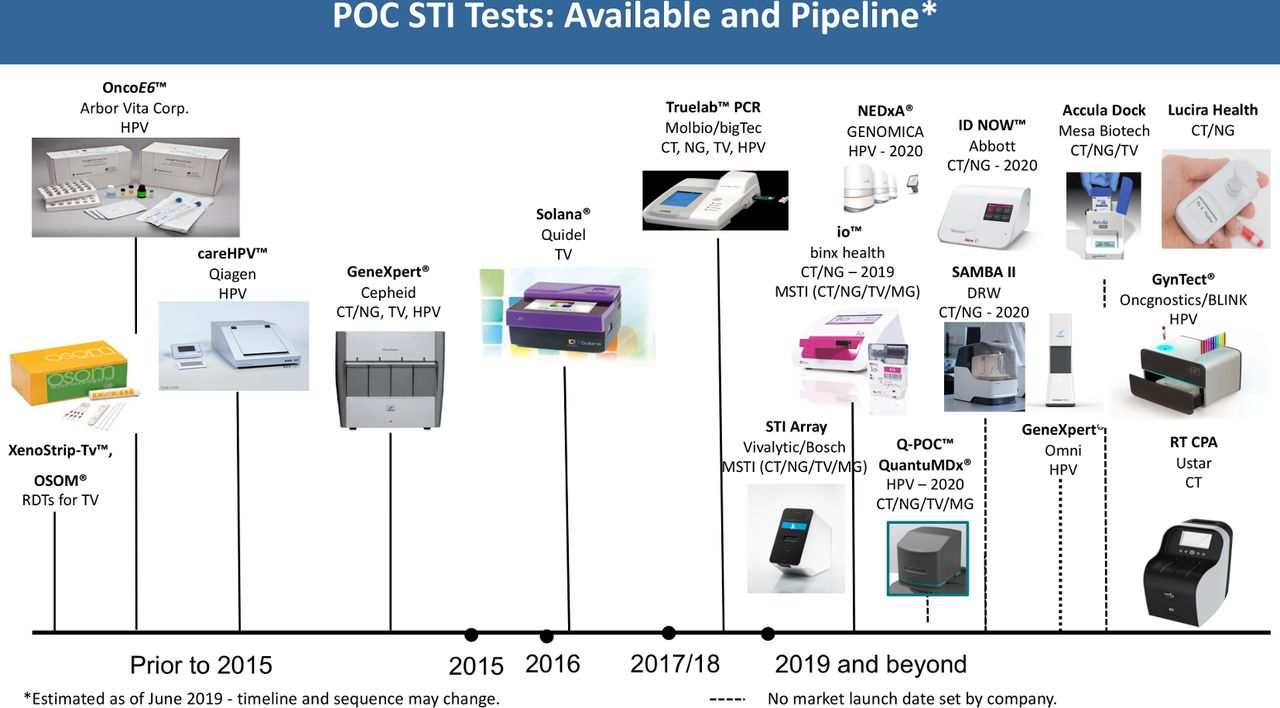 POC STI Tests: Available and Pipeline*
OncoE6™
Arbor Vita Corp.
HPV
careHPV™
Qiagen
HPV
GeneXpert®
Cepheid
CT/NG, TV, HPV
OSOM
XenoStrip-Tv™,
OSOM®
RDTs for TV
Solana®
Quidel
TV
Solana
Truelab™ PCR
Molbio/bigTec
CT, NG, TV, HPV
NEDxA®
GENOMICA
HPV - 2020
ID NOW™
Abbott
CT/NG - 2020
Accula Dock
Mesa Biotech
CT/NG/TV
Accula
Lucira Health
CT/NG
io™
binx health
CT/NG – 2019
MSTI (CT/NG/TV/MG)
io
SAMBA II
DRW
CT/NG - 2020
GynTect®
Oncgnostics/BLINK
HPV
STI Array
Vivalytic/Bosch
MSTI (CT/NG/TV/MG)
Q-POC™
QuantuMDx®
HPV – 2020
CT/NG/TV/MG
GeneXpert®
Omni
HPV
RT CPA
Ustar
CT
Prior to 2015
2015
2016
2017/18
2019 and beyond
*Estimated as of June 2019 - timeline and sequence may change.
No market launch date set by company.